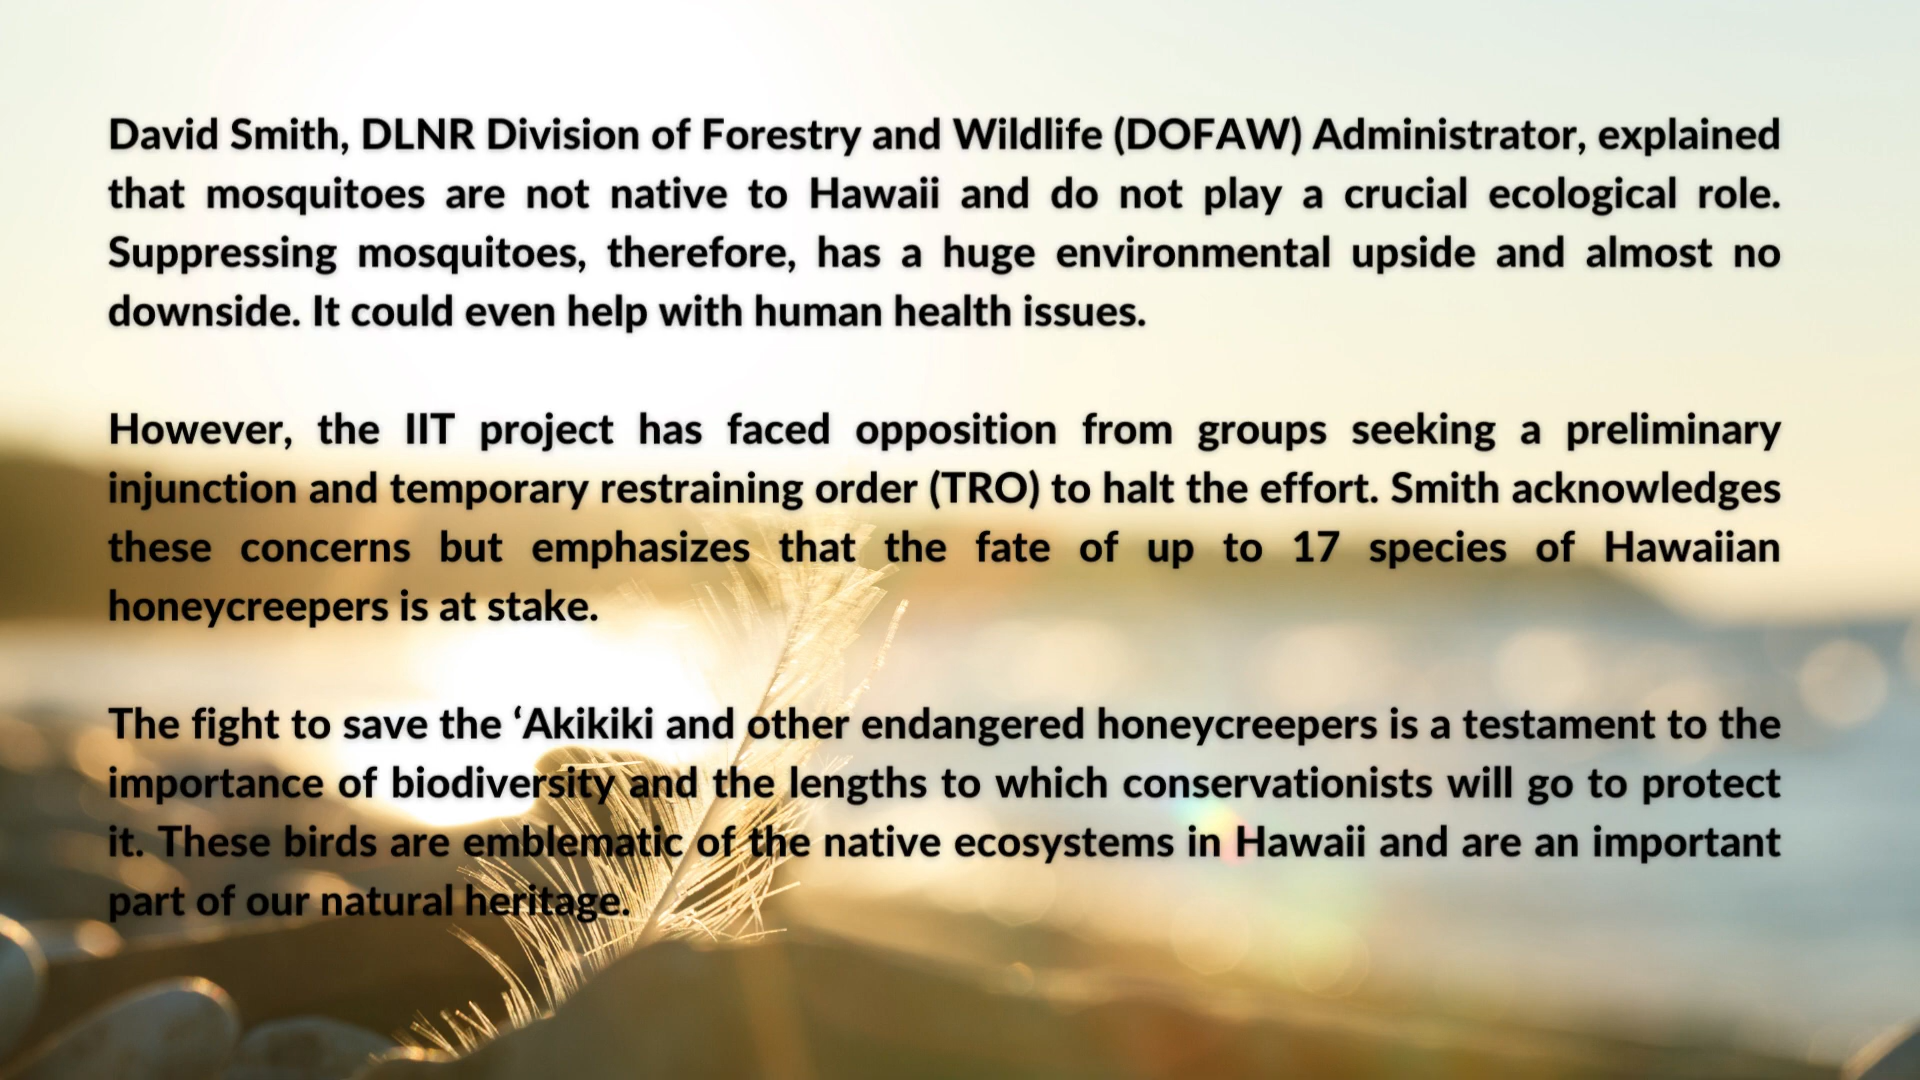 David Smith, DLNR Division of Forestry and Wildlife (DOFAW) Administrator, explained
that mosquitoes are not native to Hawaii and do not play a crucial ecological role.
Suppressing mosquitoes, therefore, has a huge environmental upside and almost no
downside. It could even help with human health issues.
However, the IIT project has faced opposition from groups seeking a preliminary
injunction and temporary restraining order (TRO) to halt the effort. Smith acknowledges
these concerns but emphasizes that the fate of up to 17 species of Hawaiian
honeycreepers is at stake.
The fight to save the ‘Akikiki and other endangered honeycreepers is a testament to the
importance of biodiversity and the lengths to which conservationists will go to protect
it. These birds are emblematic of the native ecosystems in Hawaii and are an important
part of our natural heritage.